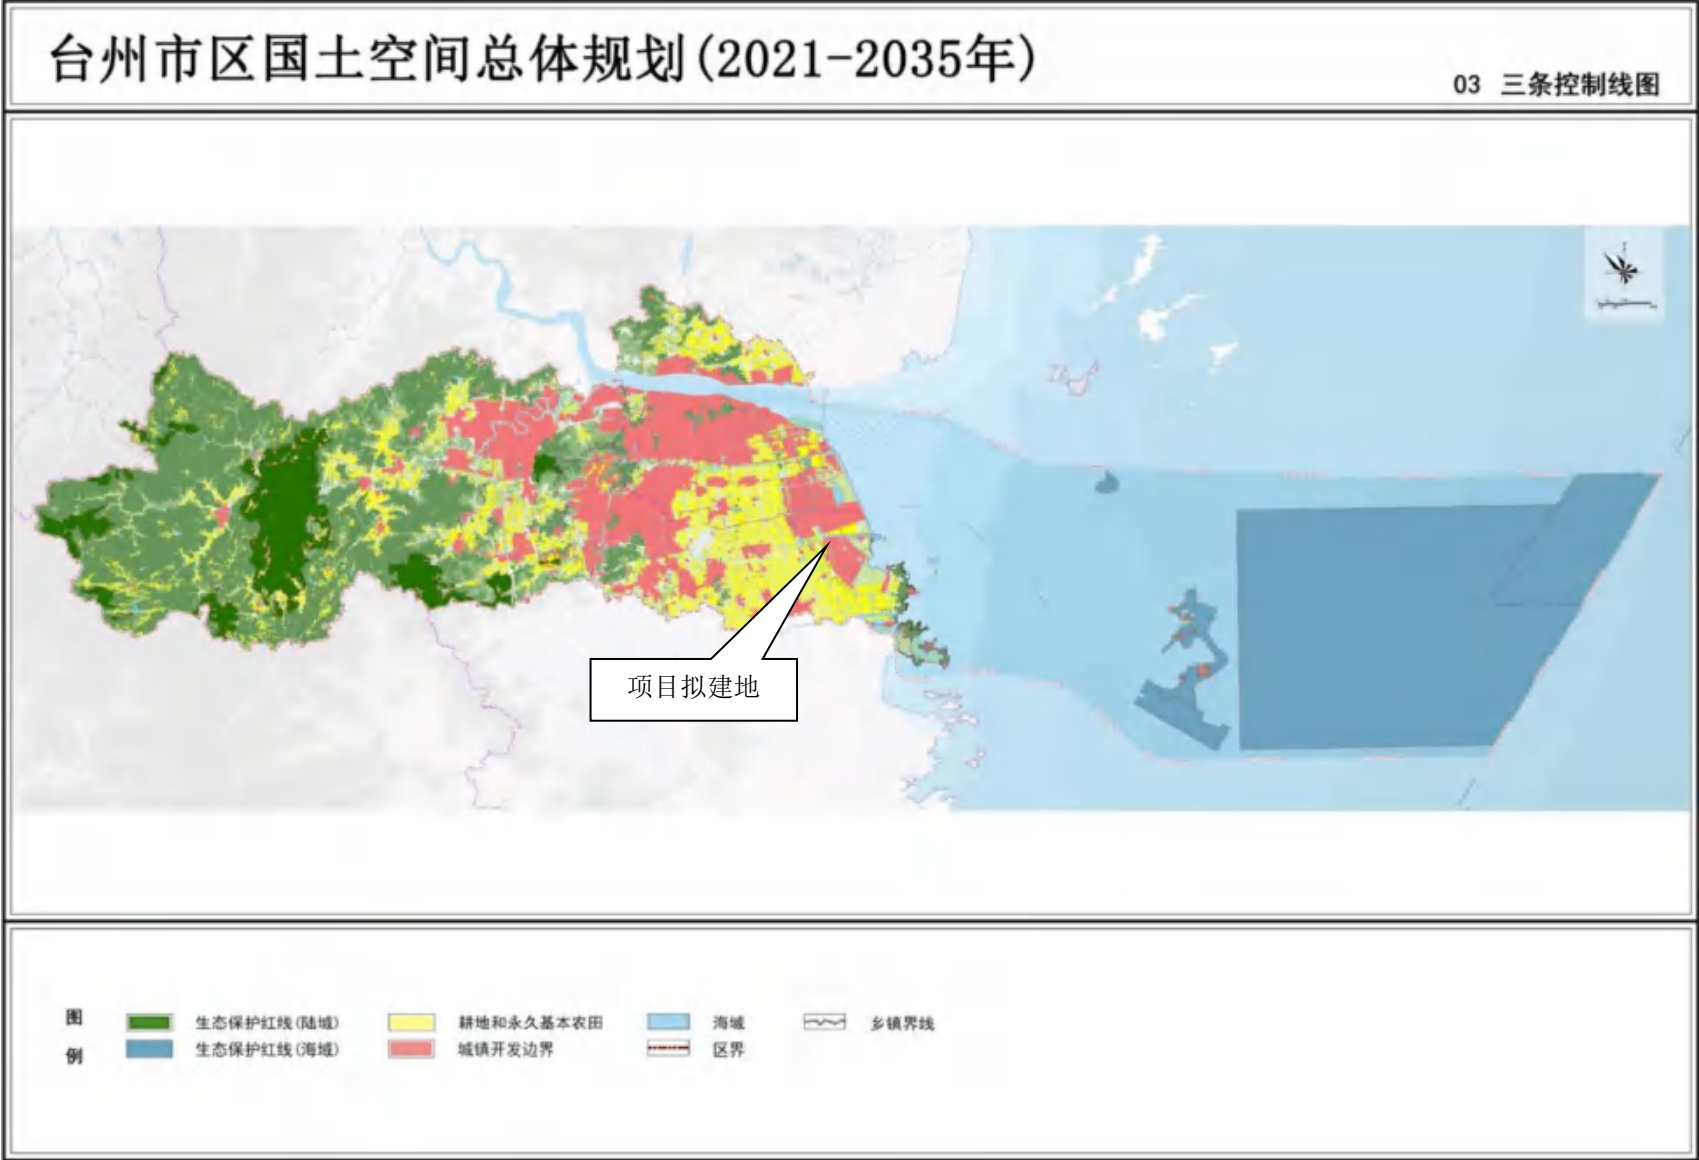 台州市区国土空间总体规划(2021-2035年)
03 三条控制线图
项目拟建地
图例
生态保护红线(陆域)
耕地和永久基本农田
海域
乡镇界线
生态保护红线(海域)
城镇开发边界
区界